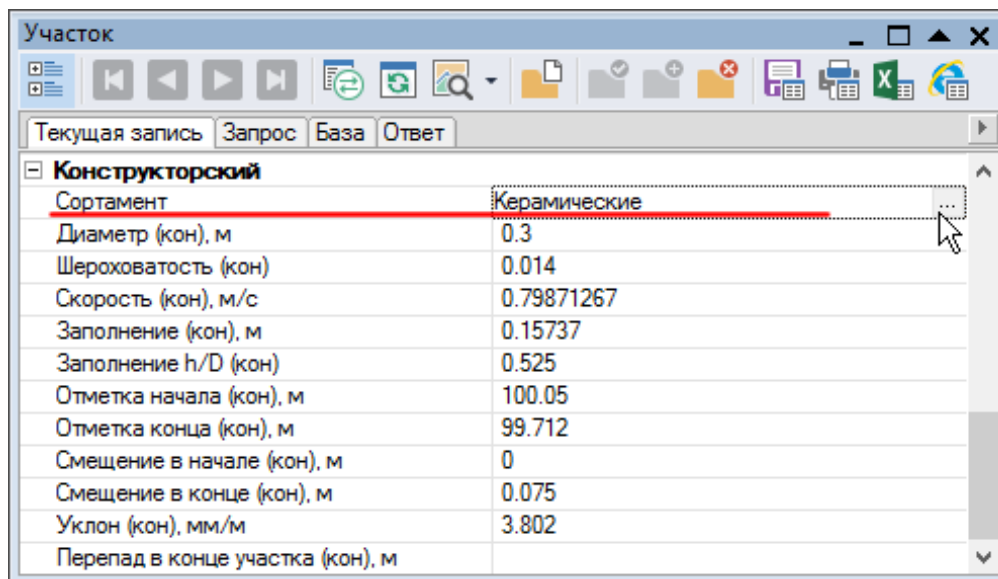 Участок
Текущая запись Запрос База Ответ
Конструкторский
Сортамент Керамические ...
Диаметр (кон), м 0.3
Шероховатость (кон) 0.014
Скорость (кон), м/с 0.79871267
Заполнение (кон), м 0.15737
Заполнение h/D (кон) 0.525
Отметка начала (кон), м 100.05
Отметка конца (кон), м 99.712
Смещение в начале (кон), м 0
Смещение в конце (кон), м 0.075
Уклон (кон), мм/м 3.802
Перепад в конце участка (кон), м